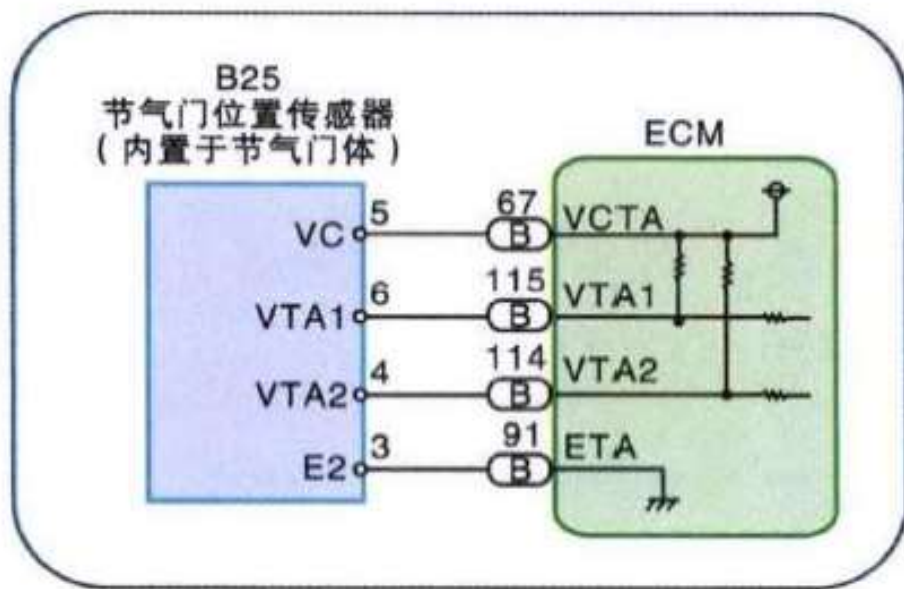 B25
节气门位置传感器
（内置于节气门体）
ECM
VC 5 67 B VCTA
VTA1 6 115 B VTA1
VTA2 4 114 B VTA2
E2 3 91 B ETA